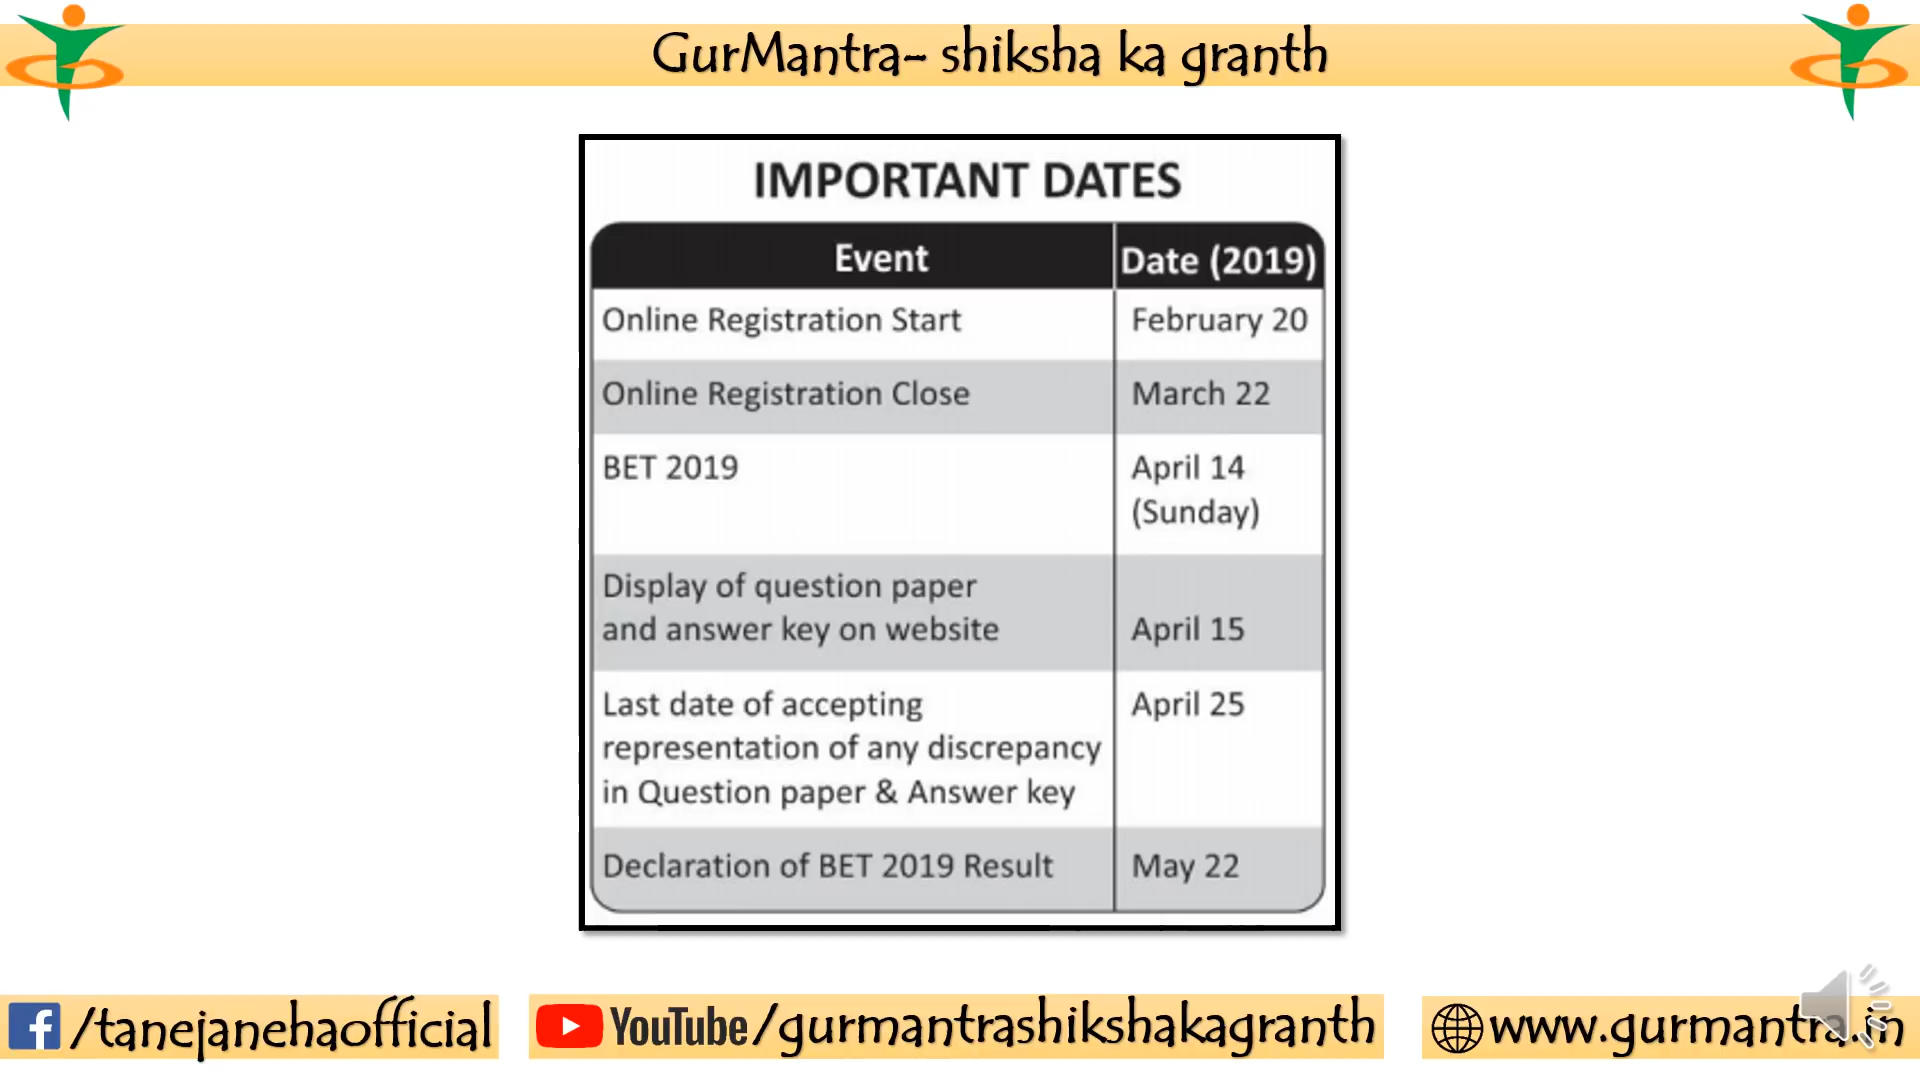 GurMantra- shiksha ka granth
IMPORTANT DATES
Event Date (2019)
Online Registration Start February 20
Online Registration Close March 22
BET 2019 April 14
(Sunday)
Display of question paper
and answer key on website April 15
Last date of accepting April 25
representation of any discrepancy
in Question paper & Answer key
Declaration of BET 2019 Result May 22
f /tanejanehaofficial
YouTube /gurmantrashikshakagranth
www.gurmantra.in